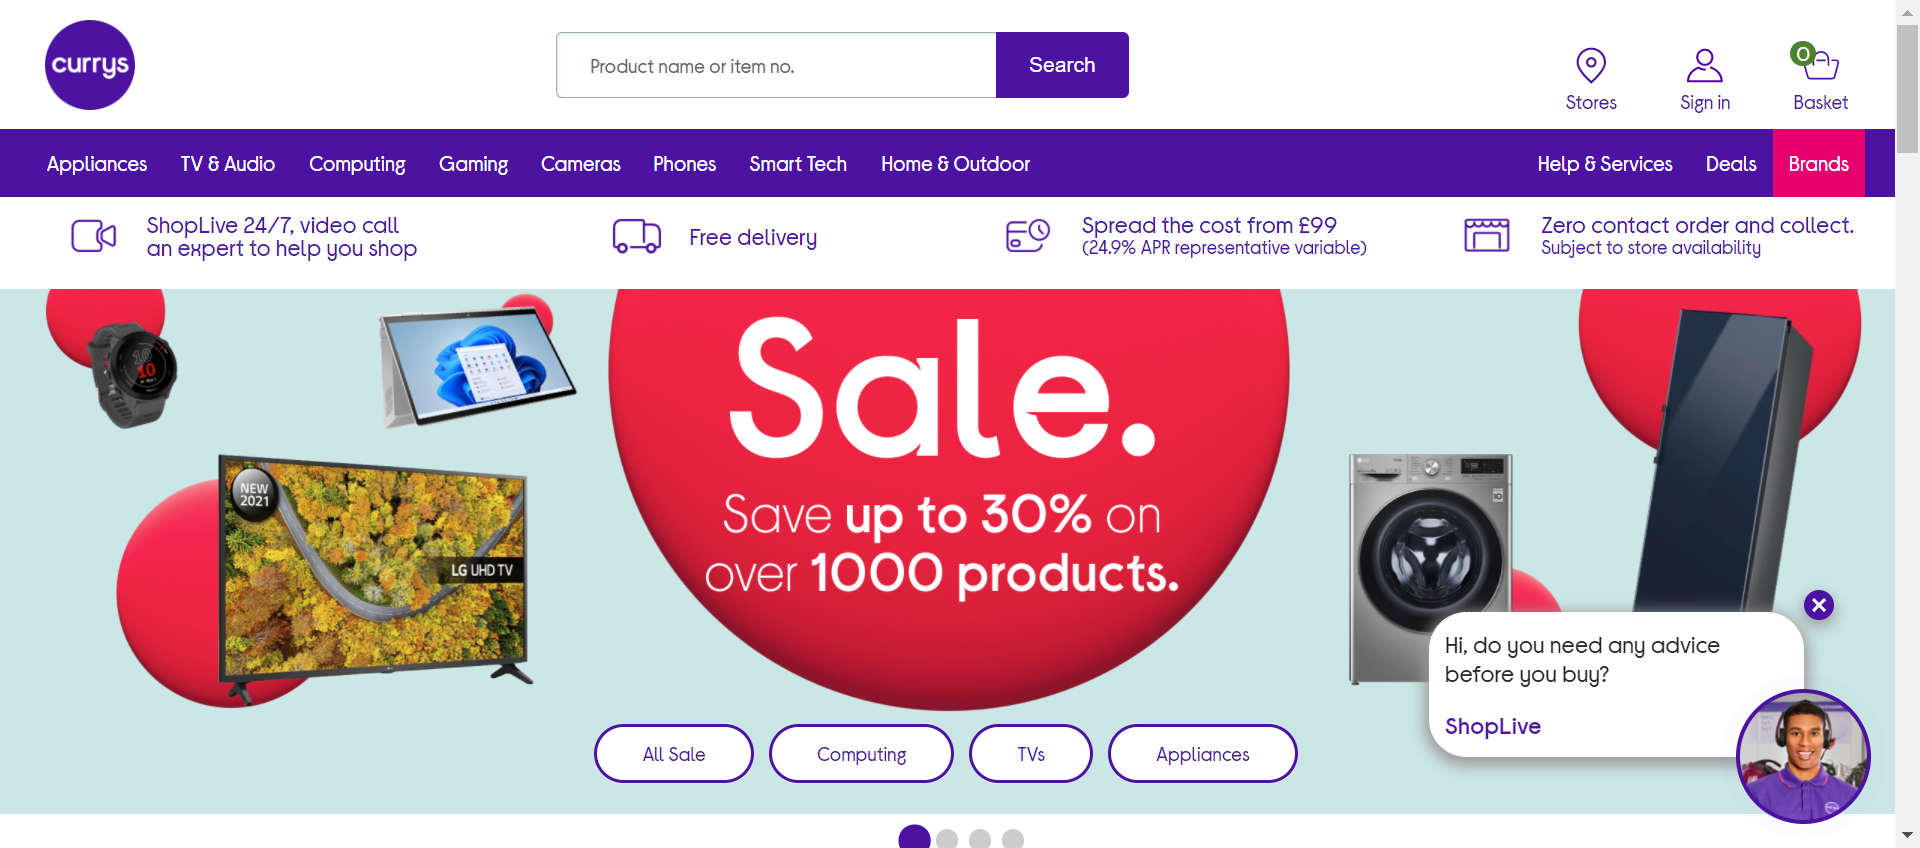 currys
Product name or item no.
Search
Stores
Sign in
0
Basket
Appliances
TV & Audio
Computing
Gaming
Cameras
Phones
Smart Tech
Home & Outdoor
Help & Services
Deals
Brands
ShopLive 24/7, video call
an expert to help you shop
Free delivery
Spread the cost from £99
(24.9% APR representative variable)
Zero contact order and collect.
Subject to store availability
10
10
Sale.
Save up to 30% on
over 1000 products.
NEW
2021
LG UHD TV
LG
Hi, do you need any advice
before you buy?
ShopLive
All Sale
Computing
TVs
Appliances